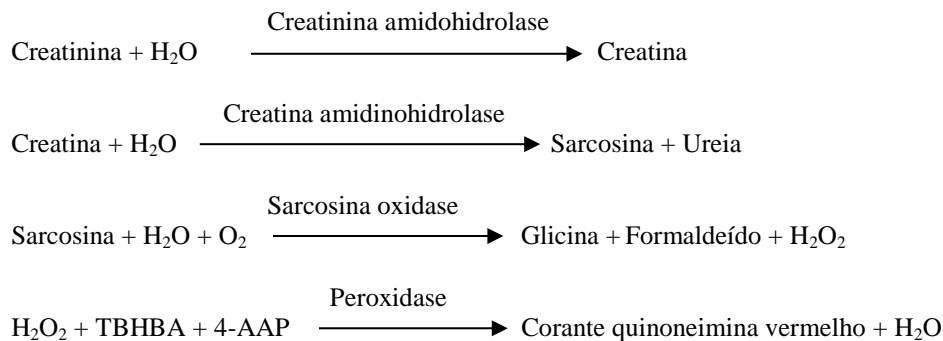 Creatinina amidohidrolase
Creatinina + H₂O Creatina
Creatina amidinohidrolase
Creatina + H₂O Sarcosina + Ureia
Sarcosina oxidase
Sarcosina + H₂O + O₂ Glicina + Formaldeído + H₂O₂
Peroxidase
H₂O₂ + TBHBA + 4-AAP Corante quinoneimina vermelho + H₂O